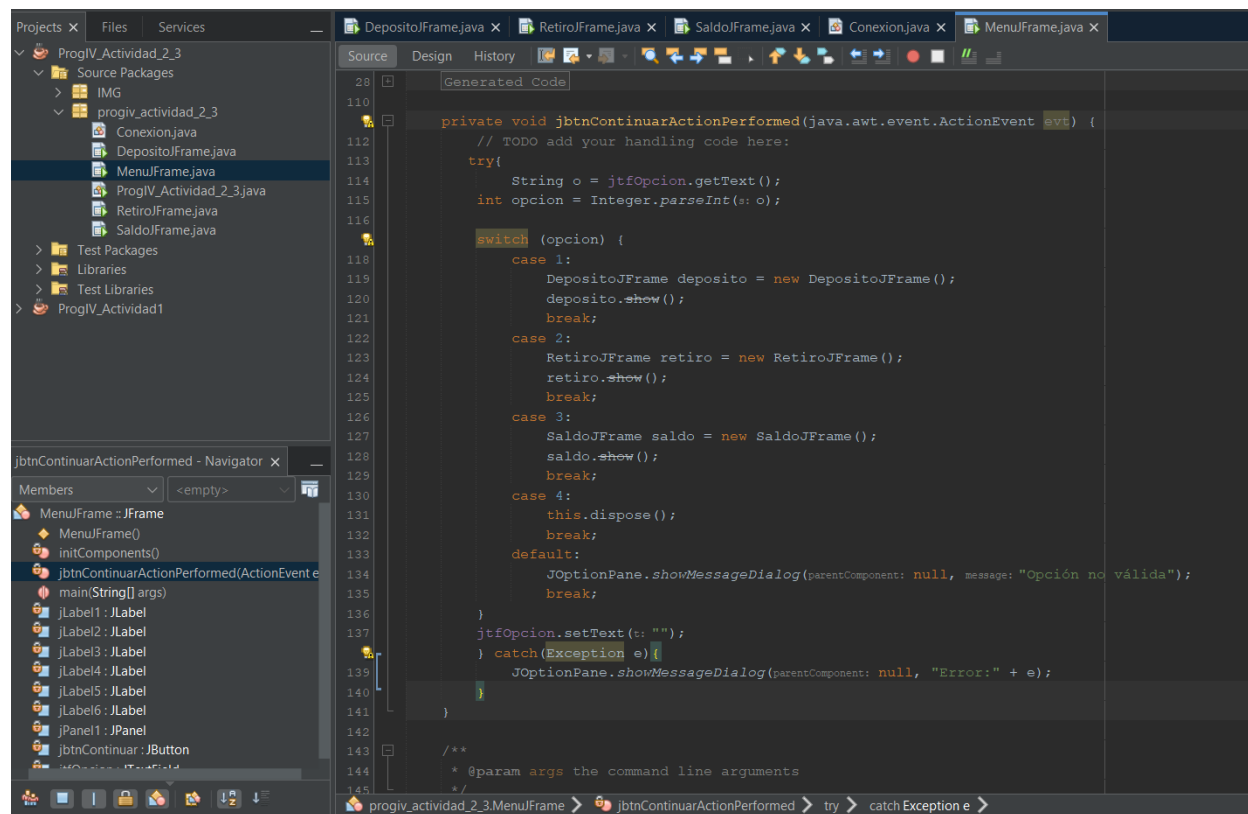 Projects Files Services
ProgIV_Actividad_2_3
Source Packages
IMG
progiv_actividad_2_3
Conexion.java
DepositoJFrame.java
MenuJFrame.java
ProgIV_Actividad_2_3.java
RetiroJFrame.java
SaldoJFrame.java
Test Packages
Libraries
Test Libraries
ProgIV_Actividad1
jbtnContinuarActionPerformed - Navigator
Members <empty>
MenuJFrame :: JFrame
MenuJFrame()
initComponents()
jbtnContinuarActionPerformed(ActionEvent e
main(String[] args)
jLabel1 : JLabel
jLabel2 : JLabel
jLabel3 : JLabel
jLabel4 : JLabel
jLabel5 : JLabel
jLabel6 : JLabel
jPanel1 : JPanel
jbtnContinuar : JButton
jtfOpcion : JTextField
DepositoJFrame.java RetiroJFrame.java SaldoJFrame.java Conexion.java MenuJFrame.java
Source Design History
28 Generated Code
110
private void jbtnContinuarActionPerformed(java.awt.event.ActionEvent evt) {
112 // TODO add your handling code here:
113 try{
114 String o = jtfOpcion.getText();
115 int opcion = Integer.parseInt(s: o);
116
switch (opcion) {
118 case 1:
119 DepositoJFrame deposito = new DepositoJFrame();
120 deposito.show();
121 break;
122 case 2:
123 RetiroJFrame retiro = new RetiroJFrame();
124 retiro.show();
125 break;
126 case 3:
127 SaldoJFrame saldo = new SaldoJFrame();
128 saldo.show();
129 break;
130 case 4:
131 this.dispose();
132 break;
133 default:
134 JOptionPane.showMessageDialog(parentComponent: null, message: "Opción no válida");
135 break;
136 }
137 jtfOpcion.setText(t: "");
} catch(Exception e){
139 JOptionPane.showMessageDialog(parentComponent: null, "Error:" + e);
140 }
141 }
142
143 /**
144 * @param args the command line arguments
145 */
progiv_actividad_2_3.MenuJFrame jbtnContinuarActionPerformed try catch Exception e